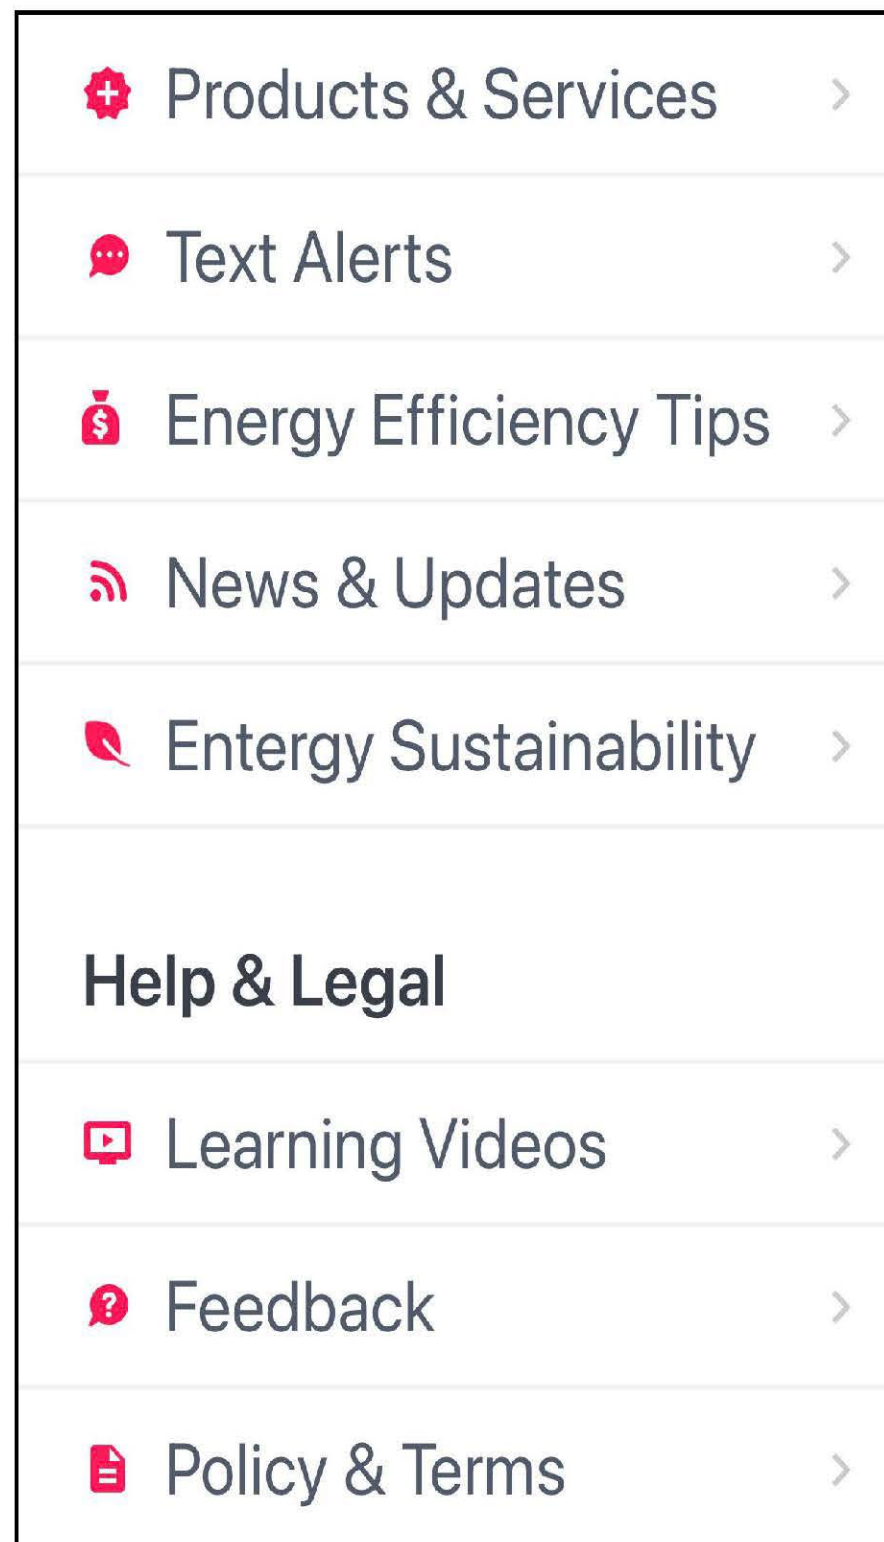 Products & Services
Text Alerts
Energy Efficiency Tips
News & Updates
Entergy Sustainability
Help & Legal
Learning Videos
Feedback
Policy & Terms